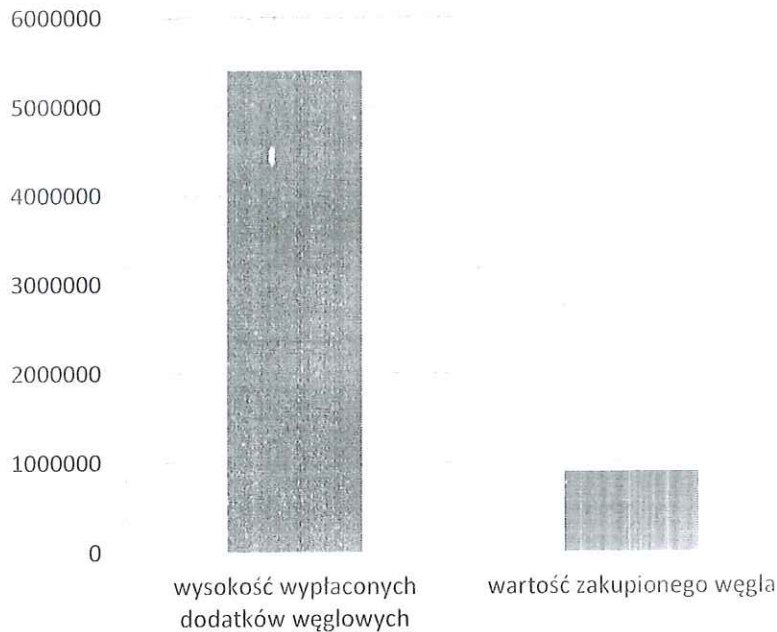 6000000
5000000
4000000
3000000
2000000
1000000
0
wysokość wypłaconych
dodatków węglowych
wartość zakupionego węgla